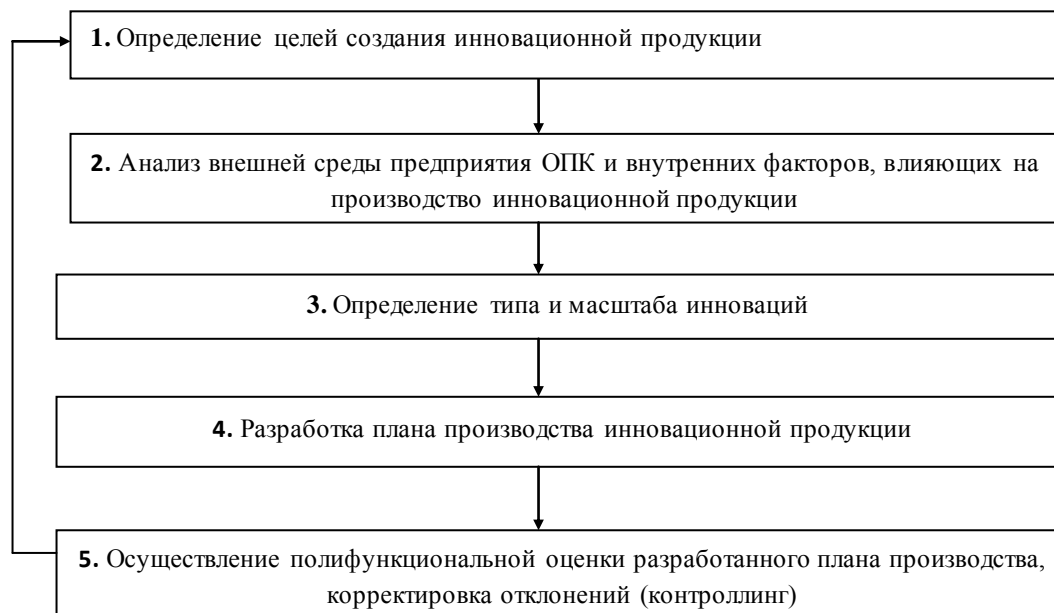 1. Определение целей создания инновационной продукции
2. Анализ внешней среды предприятия ОПК и внутренних факторов, влияющих на
производство инновационной продукции
3. Определение типа и масштаба инноваций
4. Разработка плана производства инновационной продукции
5. Осуществление полифункциональной оценки разработанного плана производства,
корректировка отклонений (контроллинг)